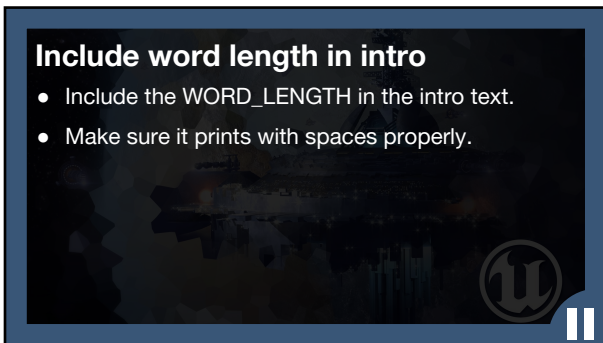 Include word length in intro
● Include the WORD_LENGTH in the intro text.
● Make sure it prints with spaces properly.